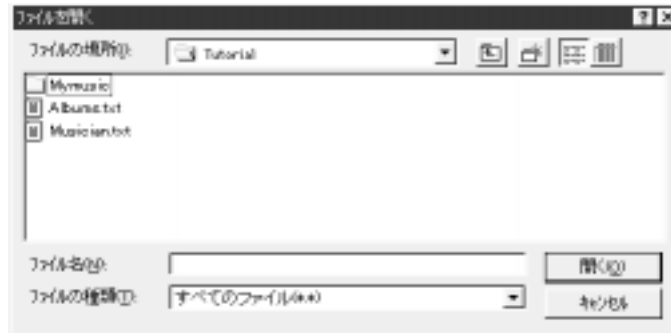 ファイルを開く
ファイルの場所(I): Tutorial
Mymusic
Albums.txt
Musician.txt
ファイル名(N): 開く(O)
ファイルの種類(T): すべてのファイル(*.*) キャンセル